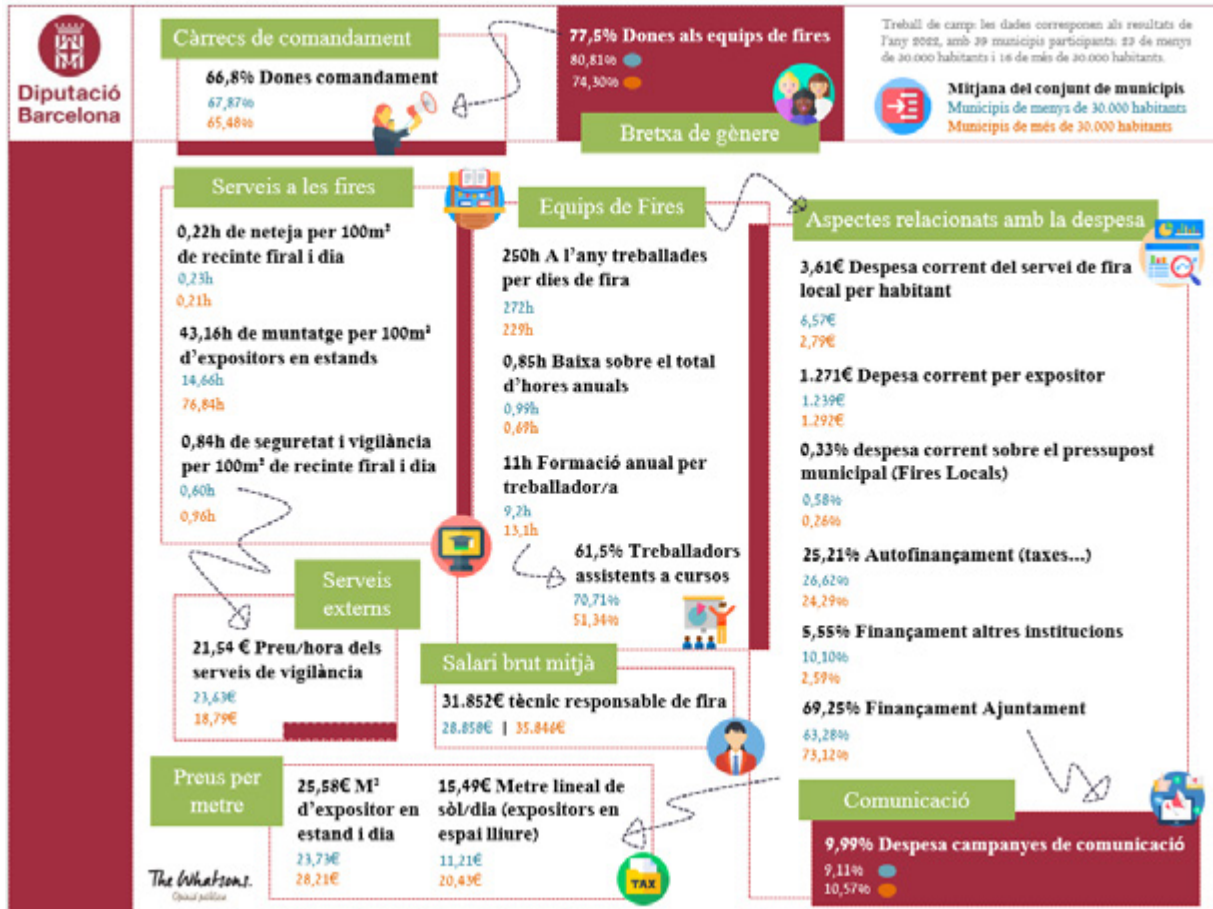 Diputació
Barcelona
Càrrecs de comandament
66,8% Dones comandament
67,87%
65,48%
77,5% Dones als equips de fires
80,81%
74,30%
Bretxa de gènere
Treball de camp: les dades corresponen als resultats de
l'any 2022, amb 39 municipis participants: 23 de menys
de 30.000 habitants i 16 de més de 30.000 habitants.
Mitjana del conjunt de municipis
Municipis de menys de 30.000 habitants
Municipis de més de 30.000 habitants
Serveis a les fires
0,22h de neteja per 100m²
de recinte firal i dia
0,23h
0,21h
43,16h de muntatge per 100m²
d'expositors en estands
14,66h
76,84h
0,84h de seguretat i vigilància
per 100m² de recinte firal i dia
0,60h
0,96h
Equips de Fires
250h A l'any treballades
per dies de fira
272h
229h
0,85h Baixa sobre el total
d'hores anuals
0,99h
0,69h
11h Formació anual per
treballador/a
9,2h
13,1h
61,5% Treballadors
assistents a cursos
70,71%
51,34%
Aspectes relacionats amb la despesa
3,61€ Despesa corrent del servei de fira
local per habitant
6,57€
2,79€
1.271€ Depesa corrent per expositor
1.239€
1.292€
0,33% despesa corrent sobre el pressupost
municipal (Fires Locals)
0,58%
0,26%
25,21% Autofinançament (taxes...)
26,62%
24,29%
5,55% Finançament altres institucions
10,10%
2,59%
69,25% Finançament Ajuntament
63,28%
73,12%
Serveis
externs
21,54 € Preu/hora dels
serveis de vigilància
23,63€
18,79€
Salari brut mitjà
31.852€ tècnic responsable de fira
28.858€ | 35.846€
Preus per
metre
25,58€ M²
d'expositor en
estand i dia
23,73€
28,21€
15,49€ Metre lineal de
sòl/dia (expositors en
espai lliure)
11,21€
20,43€
TAX
Comunicació
9,99% Despesa campanyes de comunicació
9,11%
10,57%
The Whatsons.
Opinió pública